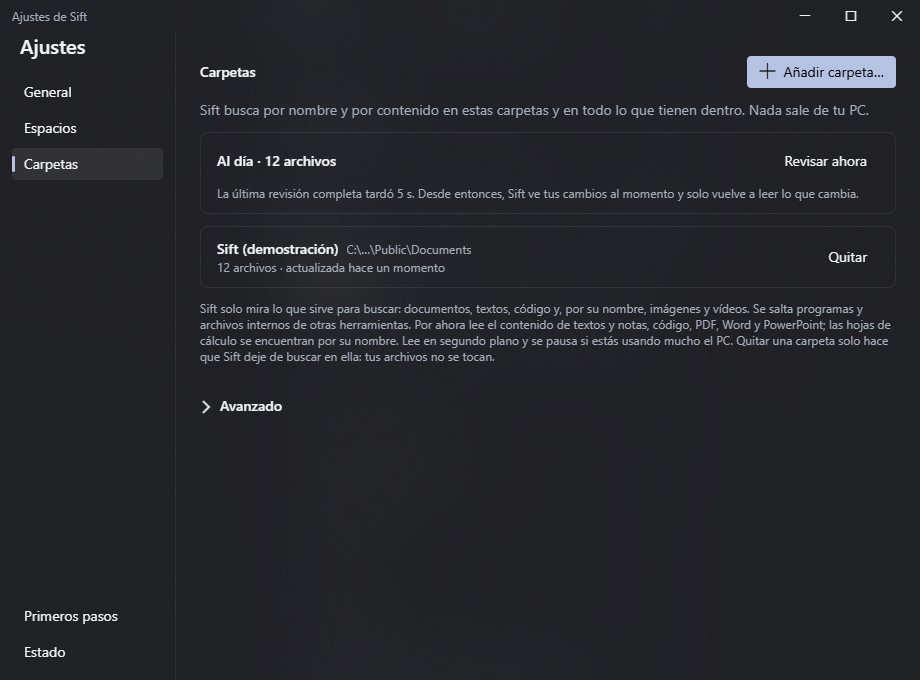 Ajustes de Sift
Ajustes
General
Espacios
Carpetas
Primeros pasos
Estado
Carpetas
Añadir carpeta...
Sift busca por nombre y por contenido en estas carpetas y en todo lo que tienen dentro. Nada sale de tu PC.
Al día · 12 archivos
Revisar ahora
La última revisión completa tardó 5 s. Desde entonces, Sift ve tus cambios al momento y solo vuelve a leer lo que cambia.
Sift (demostración) C:\...\Public\Documents
12 archivos · actualizada hace un momento
Quitar
Sift solo mira lo que sirve para buscar: documentos, textos, código y, por su nombre, imágenes y vídeos. Se salta programas y
archivos internos de otras herramientas. Por ahora lee el contenido de textos y notas, código, PDF, Word y PowerPoint; las hojas de
cálculo se encuentran por su nombre. Lee en segundo plano y se pausa si estás usando mucho el PC. Quitar una carpeta solo hace
que Sift deje de buscar en ella: tus archivos no se tocan.
Avanzado